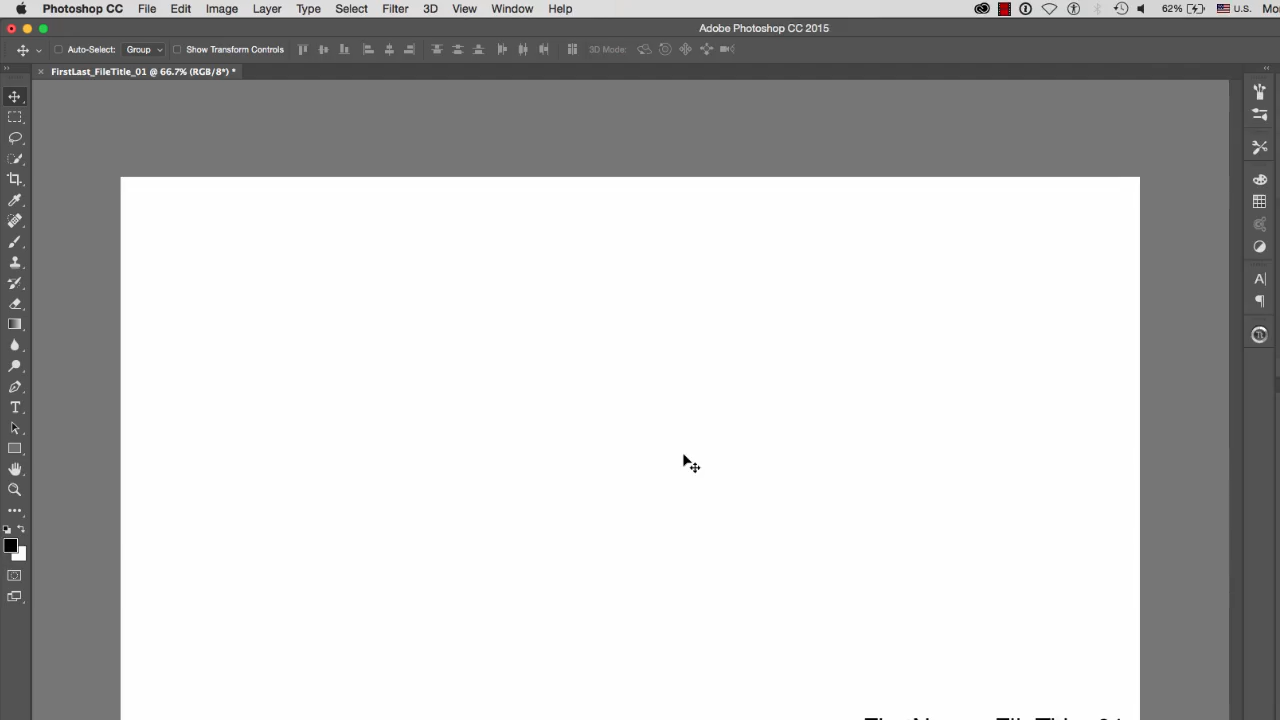 Photoshop CC File Edit Image Layer Type Select Filter 3D View Window Help 62% U.S.
Adobe Photoshop CC 2015
Auto-Select: Group Show Transform Controls 3D Mode:
FirstLast_FileTitle_01 @ 66.7% (RGB/8*) *